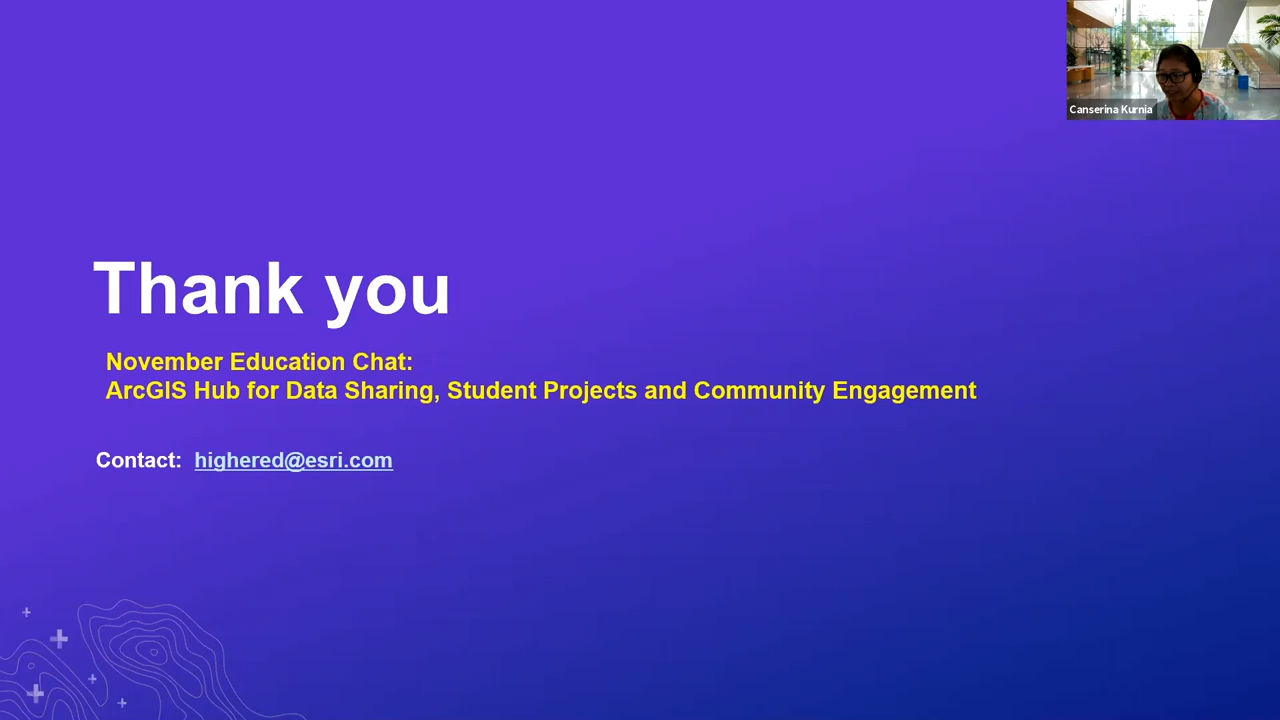 Canserina Kurnia
Thank you
November Education Chat:
ArcGIS Hub for Data Sharing, Student Projects and Community Engagement
Contact: highered@esri.com